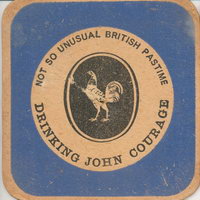 NOT SO UNUSUAL BRITISH PASTIME
DRINKING JOHN COURAGE